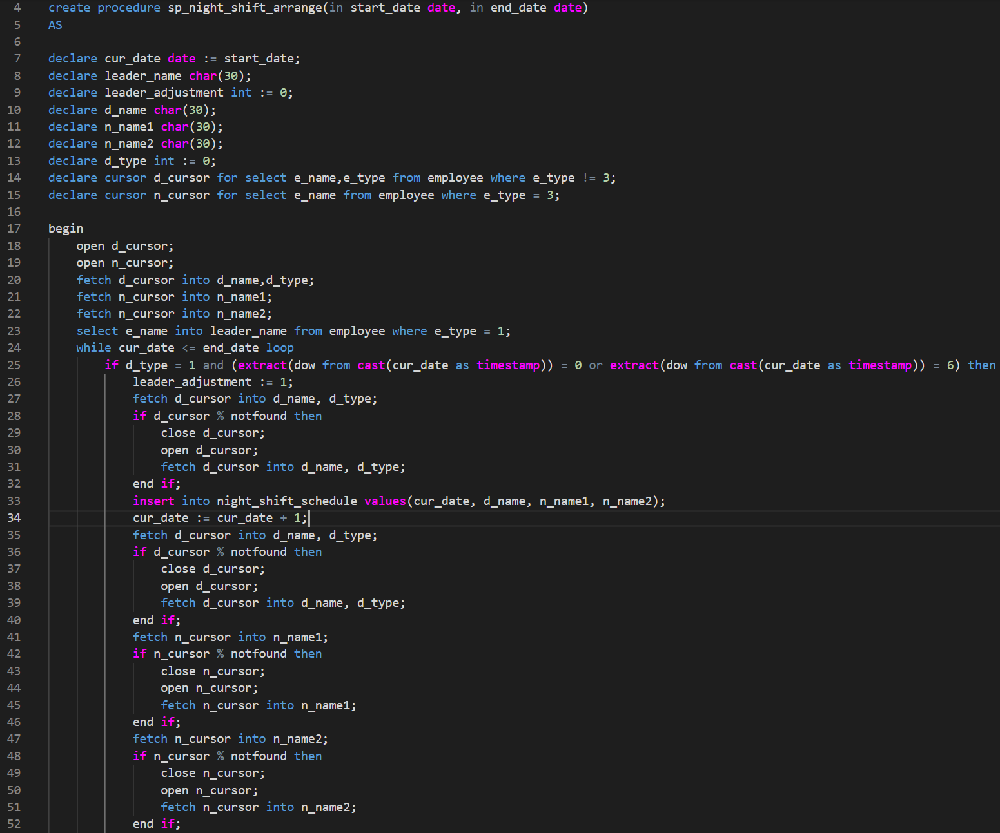 4 create procedure sp_night_shift_arrange(in start_date date, in end_date date)
5 AS
6
7 declare cur_date date := start_date;
8 declare leader_name char(30);
9 declare leader_adjustment int := 0;
10 declare d_name char(30);
11 declare n_name1 char(30);
12 declare n_name2 char(30);
13 declare d_type int := 0;
14 declare cursor d_cursor for select e_name,e_type from employee where e_type != 3;
15 declare cursor n_cursor for select e_name from employee where e_type = 3;
16
17 begin
18     open d_cursor;
19     open n_cursor;
20     fetch d_cursor into d_name,d_type;
21     fetch n_cursor into n_name1;
22     fetch n_cursor into n_name2;
23     select e_name into leader_name from employee where e_type = 1;
24     while cur_date <= end_date loop
25         if d_type = 1 and (extract(dow from cast(cur_date as timestamp)) = 0 or extract(dow from cast(cur_date as timestamp)) = 6) then
26             leader_adjustment := 1;
27             fetch d_cursor into d_name, d_type;
28             if d_cursor % notfound then
29                 close d_cursor;
30                 open d_cursor;
31                 fetch d_cursor into d_name, d_type;
32             end if;
33             insert into night_shift_schedule values(cur_date, d_name, n_name1, n_name2);
34             cur_date := cur_date + 1;
35             fetch d_cursor into d_name, d_type;
36             if d_cursor % notfound then
37                 close d_cursor;
38                 open d_cursor;
39                 fetch d_cursor into d_name, d_type;
40             end if;
41             fetch n_cursor into n_name1;
42             if n_cursor % notfound then
43                 close n_cursor;
44                 open n_cursor;
45                 fetch n_cursor into n_name1;
46             end if;
47             fetch n_cursor into n_name2;
48             if n_cursor % notfound then
49                 close n_cursor;
50                 open n_cursor;
51                 fetch n_cursor into n_name2;
52             end if;